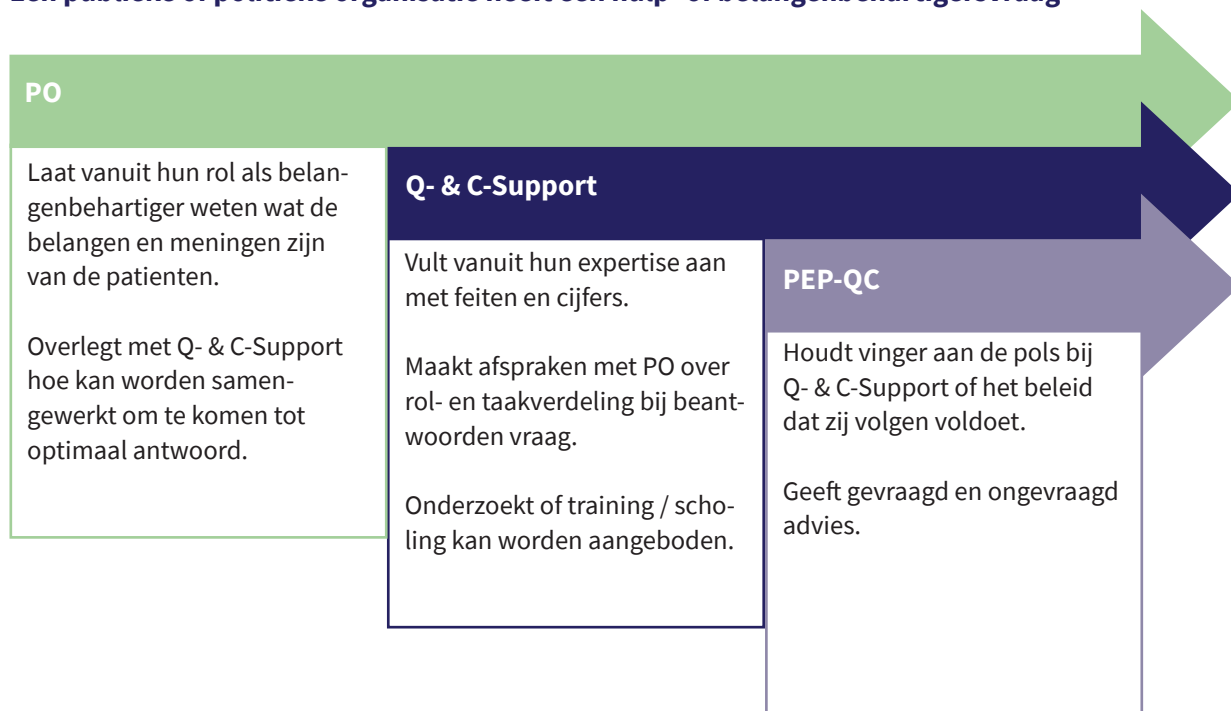 PO
Laat vanuit hun rol als belan-
genbehartiger weten wat de
belangen en meningen zijn
van de patienten.
Overlegt met Q- & C-Support
hoe kan worden samen-
gewerkt om te komen tot
optimaal antwoord.
Q- & C-Support
Vult vanuit hun expertise aan
met feiten en cijfers.
Maakt afspraken met PO over
rol- en taakverdeling bij beant-
woorden vraag.
Onderzoekt of training / scho-
ling kan worden aangeboden.
PEP-QC
Houdt vinger aan de pols bij
Q- & C-Support of het beleid
dat zij volgen voldoet.
Geeft gevraagd en ongevraagd
advies.